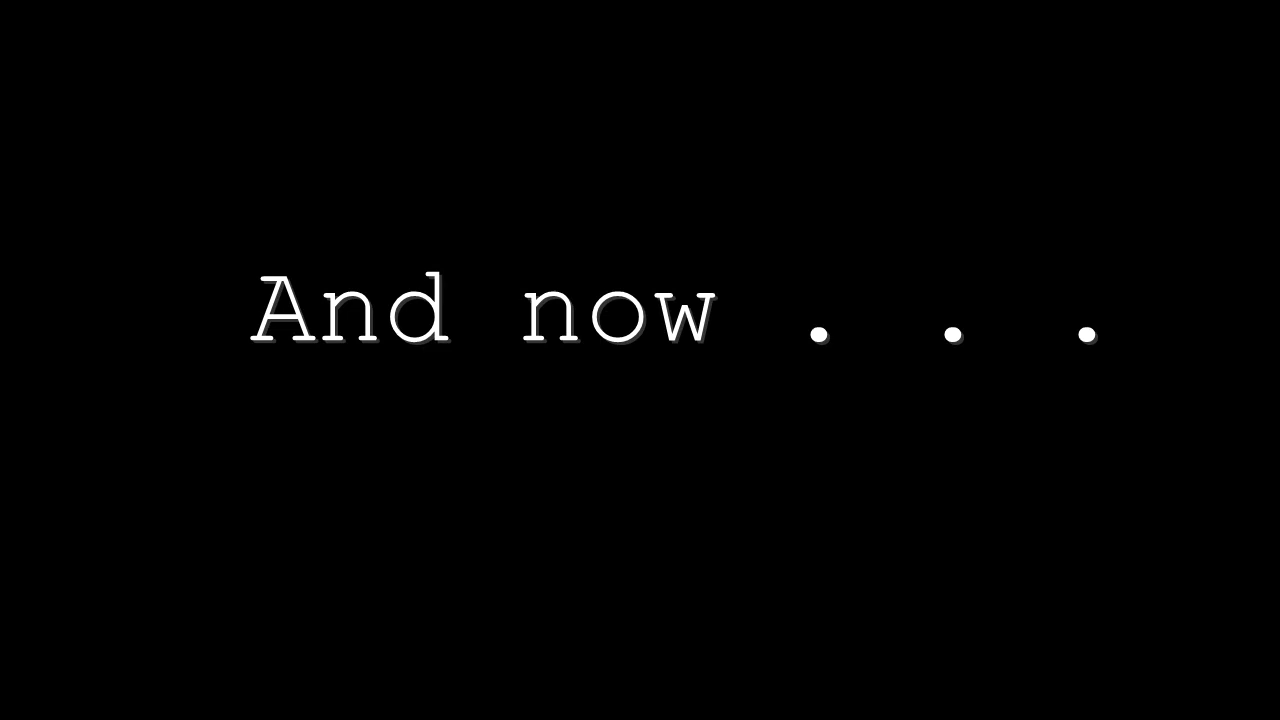 And now . . .